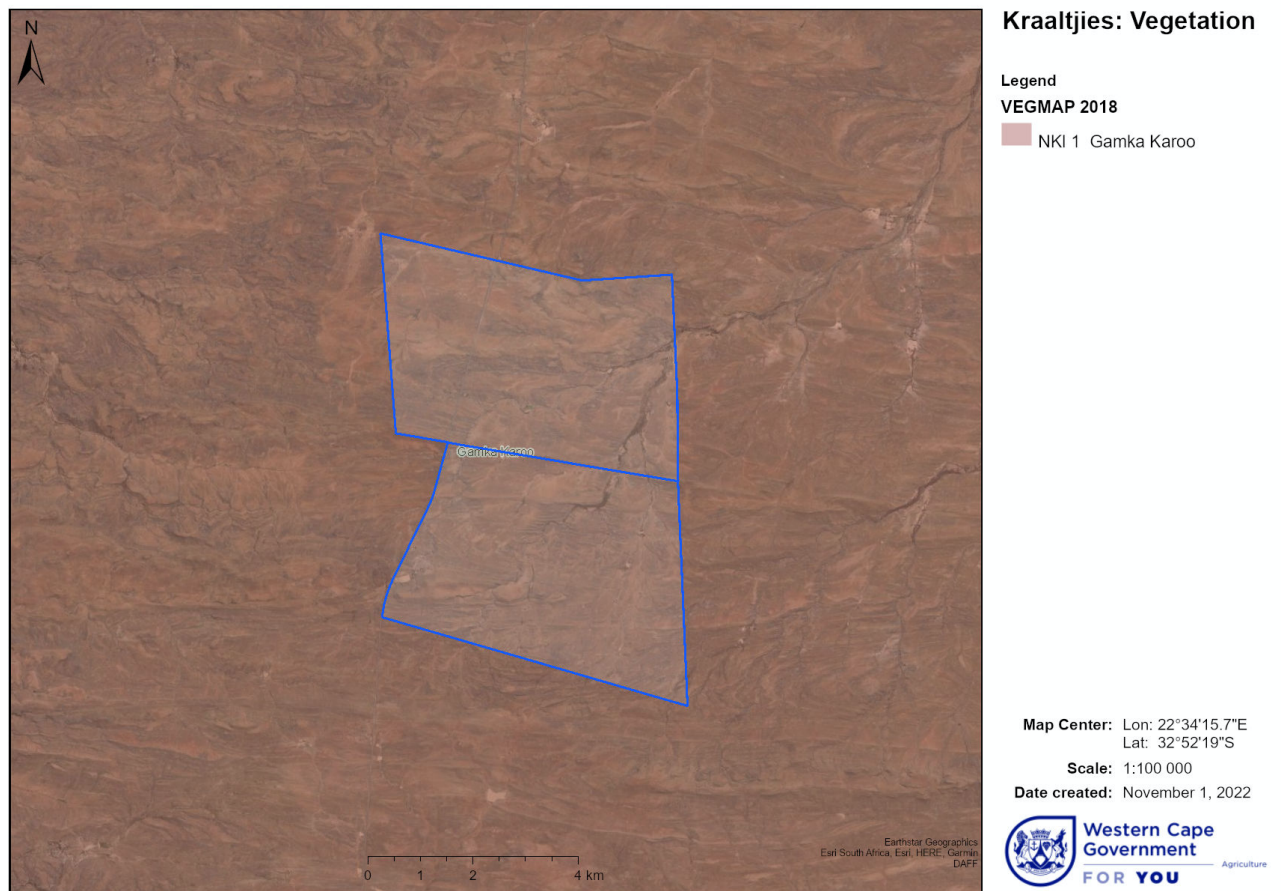 N
Kraaltjies: Vegetation
Legend
VEGMAP 2018
NKl 1 Gamka Karoo
Gamka Karoo
Map Center: Lon: 22°34'15.7"E
Lat: 32°52'19"S
Scale: 1:100 000
Date created: November 1, 2022
Earthstar Geographics
Esri South Africa, Esri, HERE, Garmin
DAFF
0 1 2 4 km
Western Cape
Government
Agriculture
FOR YOU